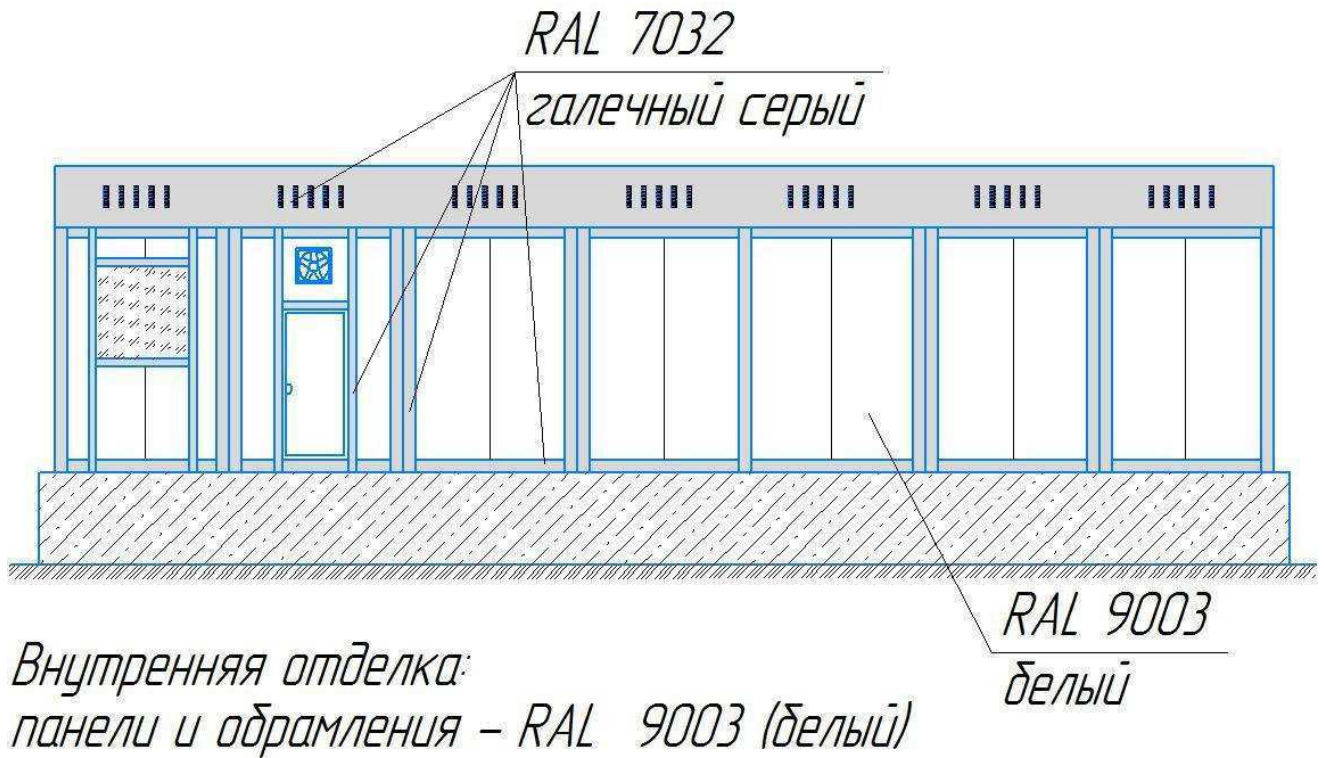 RAL 7032
галечный серый
RAL 9003
белый
Внутренняя отделка:
панели и обрамления – RAL 9003 (белый)